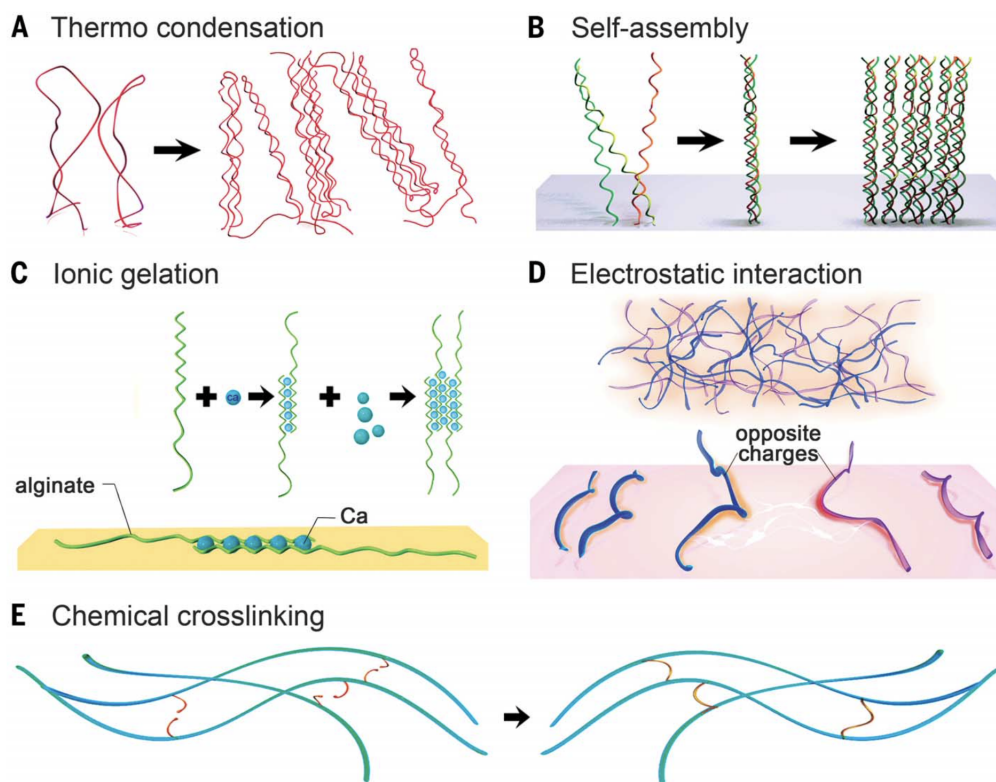 A Thermo condensation
B Self-assembly
C Ionic gelation
ca
alginate
Ca
D Electrostatic interaction
opposite
charges
E Chemical crosslinking